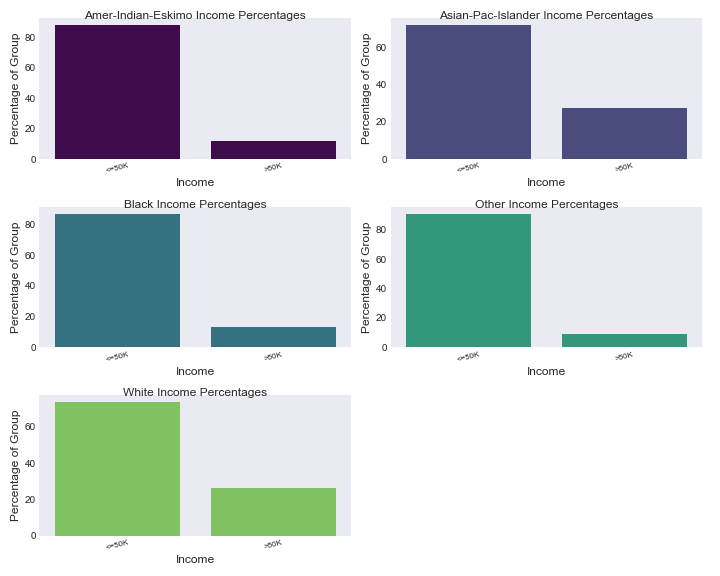 Amer-Indian-Eskimo Income Percentages
Percentage of Group
80
60
40
20
0
<=50K
>50K
Income
Asian-Pac-Islander Income Percentages
Percentage of Group
60
40
20
0
<=50K
>50K
Income
Black Income Percentages
Percentage of Group
80
60
40
20
0
<=50K
>50K
Income
Other Income Percentages
Percentage of Group
80
60
40
20
0
<=50K
>50K
Income
White Income Percentages
Percentage of Group
60
40
20
0
<=50K
>50K
Income